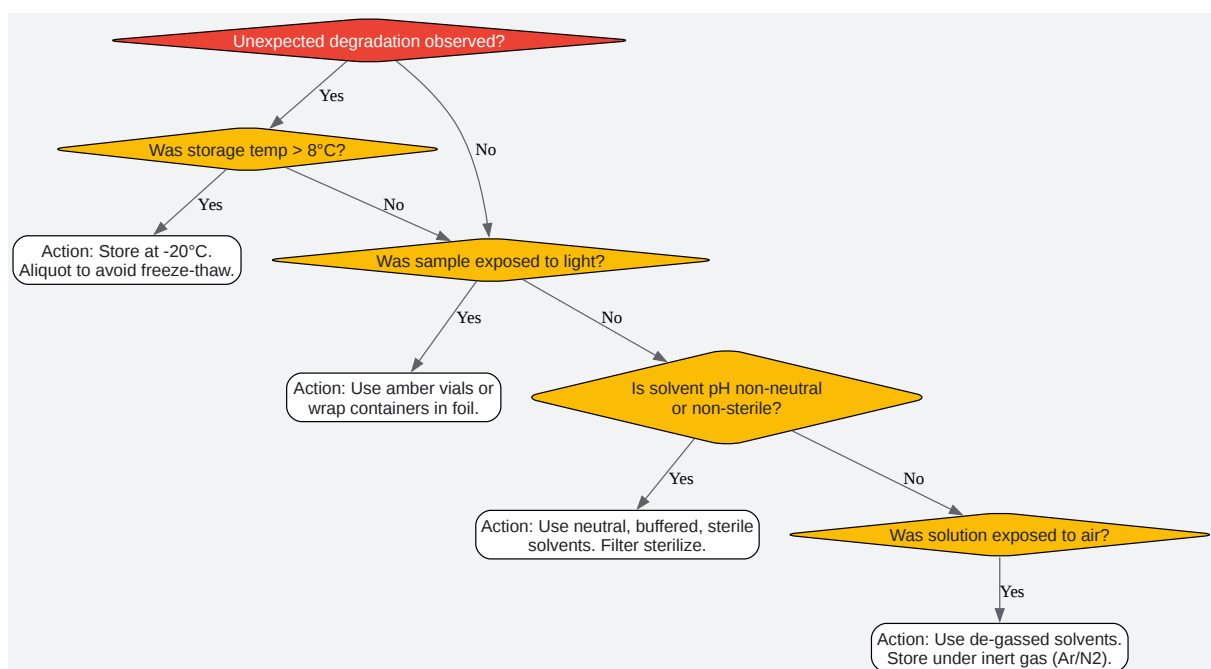 Unexpected degradation observed?
Yes
Was storage temp > 8°C?
No
Yes
No
Action: Store at -20°C.
Aliquot to avoid freeze-thaw.
Was sample exposed to light?
Yes
No
Action: Use amber vials or
wrap containers in foil.
Is solvent pH non-neutral
or non-sterile?
Yes
No
Action: Use neutral, buffered, sterile
solvents. Filter sterilize.
Was solution exposed to air?
Yes
Action: Use de-gassed solvents.
Store under inert gas (Ar/N2).